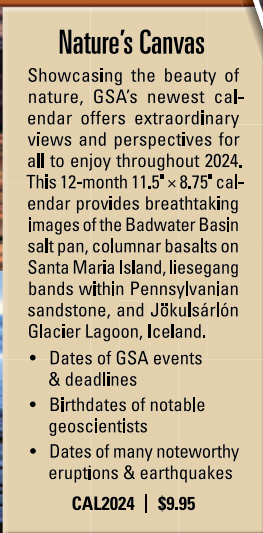 Nature's Canvas
Showcasing the beauty of
nature, GSA's newest cal-
endar offers extraordinary
views and perspectives for
all to enjoy throughout 2024.
This 12-month 11.5" × 8.75" cal-
endar provides breathtaking
images of the Badwater Basin
salt pan, columnar basalts on
Santa Maria Island, liesegang
bands within Pennsylvanian
sandstone, and Jökulsárlón
Glacier Lagoon, Iceland.
• Dates of GSA events
& deadlines
• Birthdates of notable
geoscientists
• Dates of many noteworthy
eruptions & earthquakes
CAL2024 | $9.95